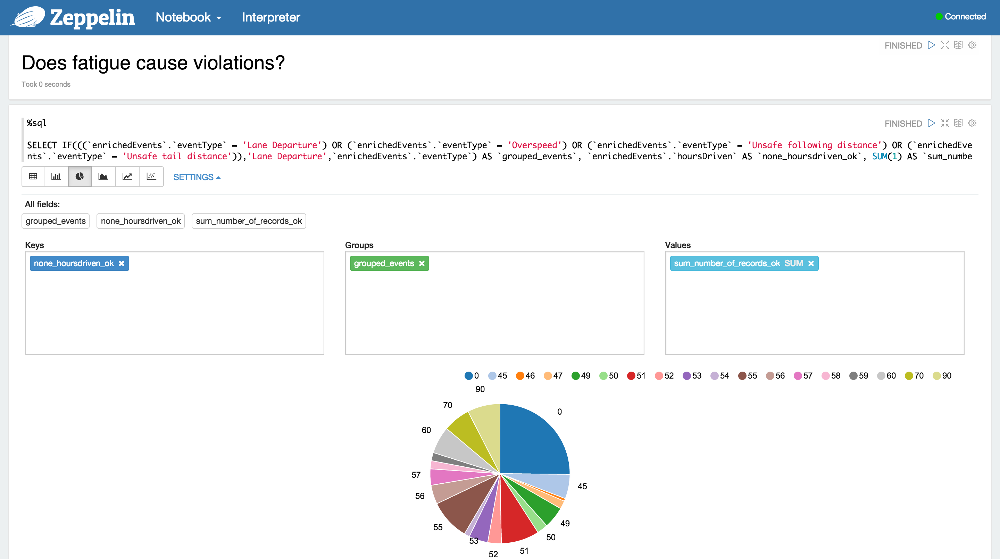 Zeppelin Notebook Interpreter Connected
FINISHED
Does fatigue cause violations?
Took 0 seconds
%sql
FINISHED
SELECT IF(((`enrichedEvents`.`eventType` = 'Lane Departure') OR (`enrichedEvents`.`eventType` = 'Overspeed') OR (`enrichedEvents`.`eventType` = 'Unsafe following distance') OR (`enrichedEve
nts`.`eventType` = 'Unsafe tail distance')),'Lane Departure',`enrichedEvents`.`eventType`) AS `grouped_events`, `enrichedEvents`.`hoursDriven` AS `none_hoursdriven_ok`, SUM(1) AS `sum_numbe
SETTINGS
All fields:
grouped_events none_hoursdriven_ok sum_number_of_records_ok
Keys Groups Values
none_hoursdriven_ok grouped_events sum_number_of_records_ok SUM
0 45 46 47 49 50 51 52 53 54 55 56 57 58 59 60 70 90
90
70
0
60
57
45
56
49
55
50
53
51
52